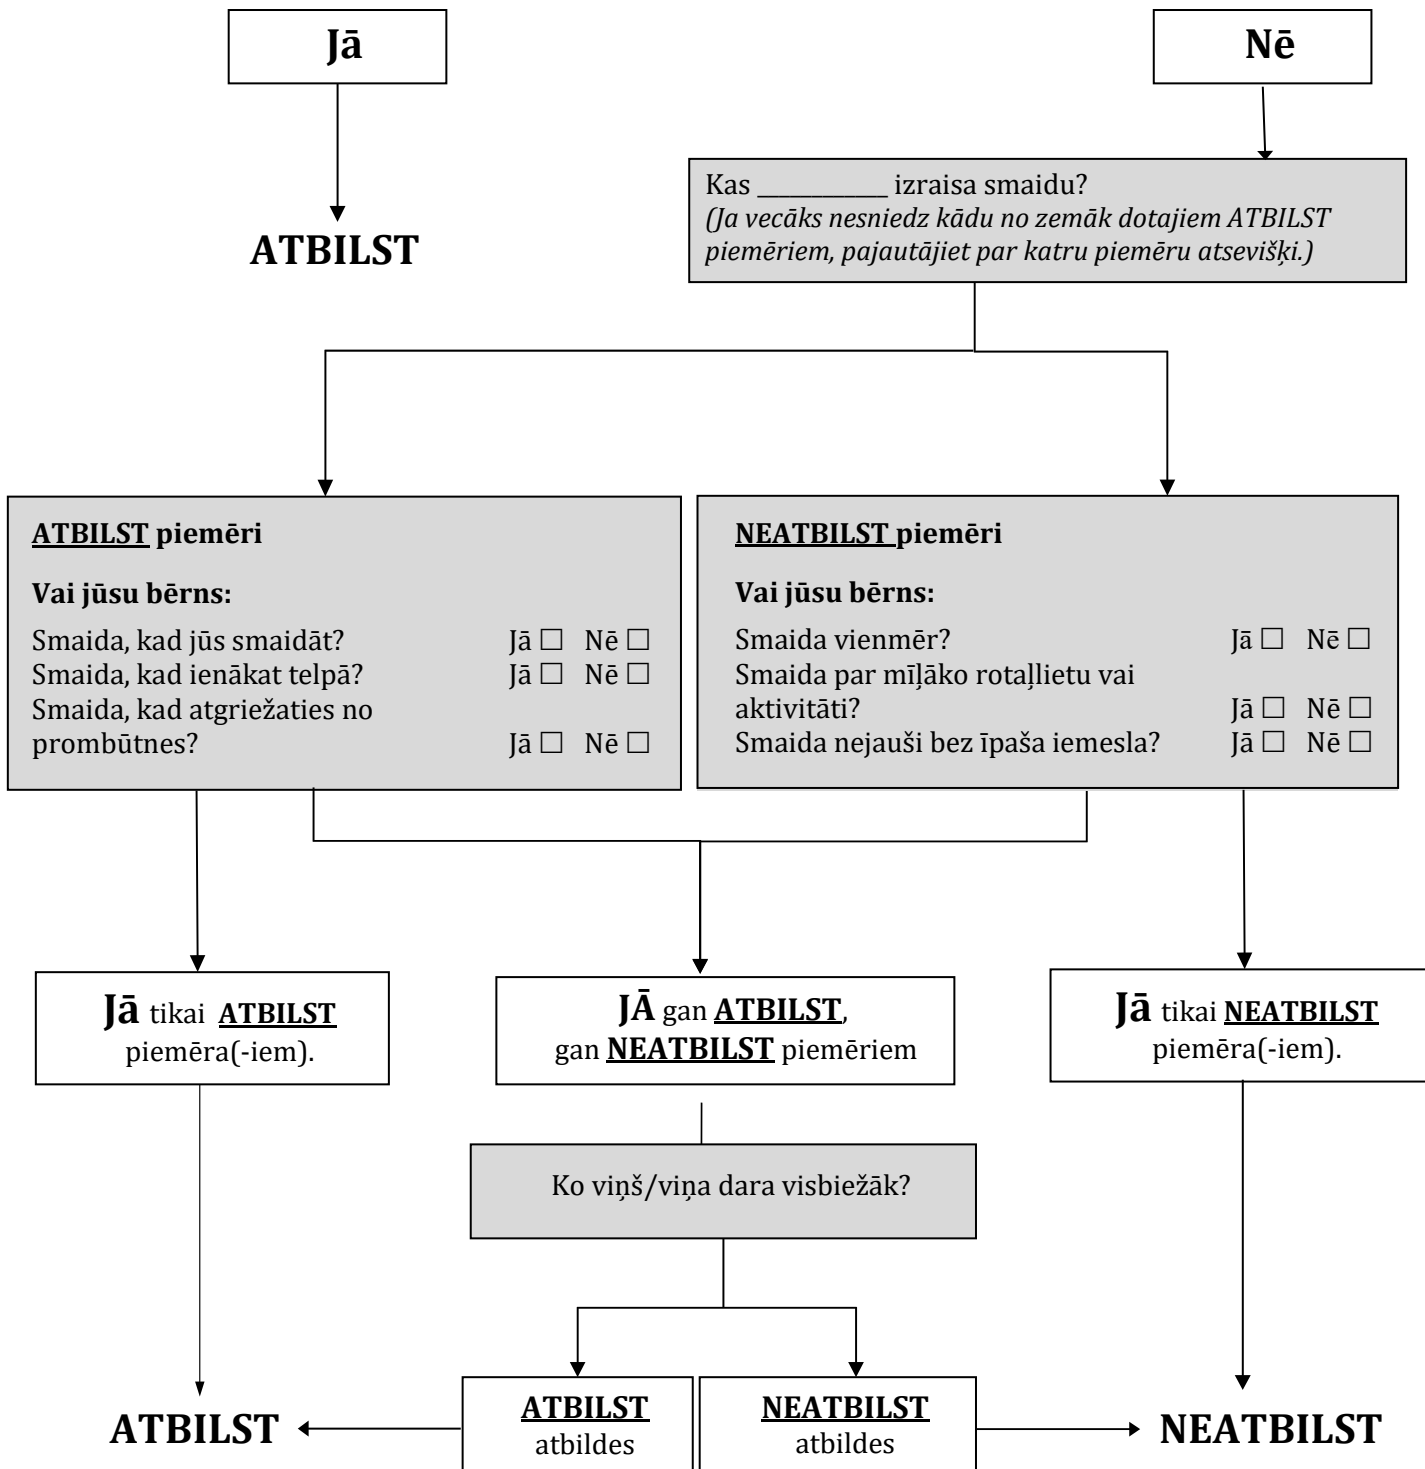 Jā
Nē
Kas ____________ izraisa smaidu?
(Ja vecāks nesniedz kādu no zemāk dotajiem ATBILST
piemēriem, pajautājiet par katru piemēru atsevišķi.)
ATBILST
ATBILST piemēri
Vai jūsu bērns:
Smaida, kad jūs smaidāt? Jā ☐ Nē ☐
Smaida, kad ienākat telpā? Jā ☐ Nē ☐
Smaida, kad atgriežaties no
prombūtnes? Jā ☐ Nē ☐
NEATBILST piemēri
Vai jūsu bērns:
Smaida vienmēr? Jā ☐ Nē ☐
Smaida par mīļāko rotaļlietu vai
aktivitāti? Jā ☐ Nē ☐
Smaida nejauši bez īpaša iemesla? Jā ☐ Nē ☐
Jā tikai ATBILST
piemēra(-iem).
JĀ gan ATBILST,
gan NEATBILST piemēriem
Jā tikai NEATBILST
piemēra(-iem).
Ko viņš/viņa dara visbiežāk?
ATBILST
ATBILST
atbildes
NEATBILST
atbildes
NEATBILST